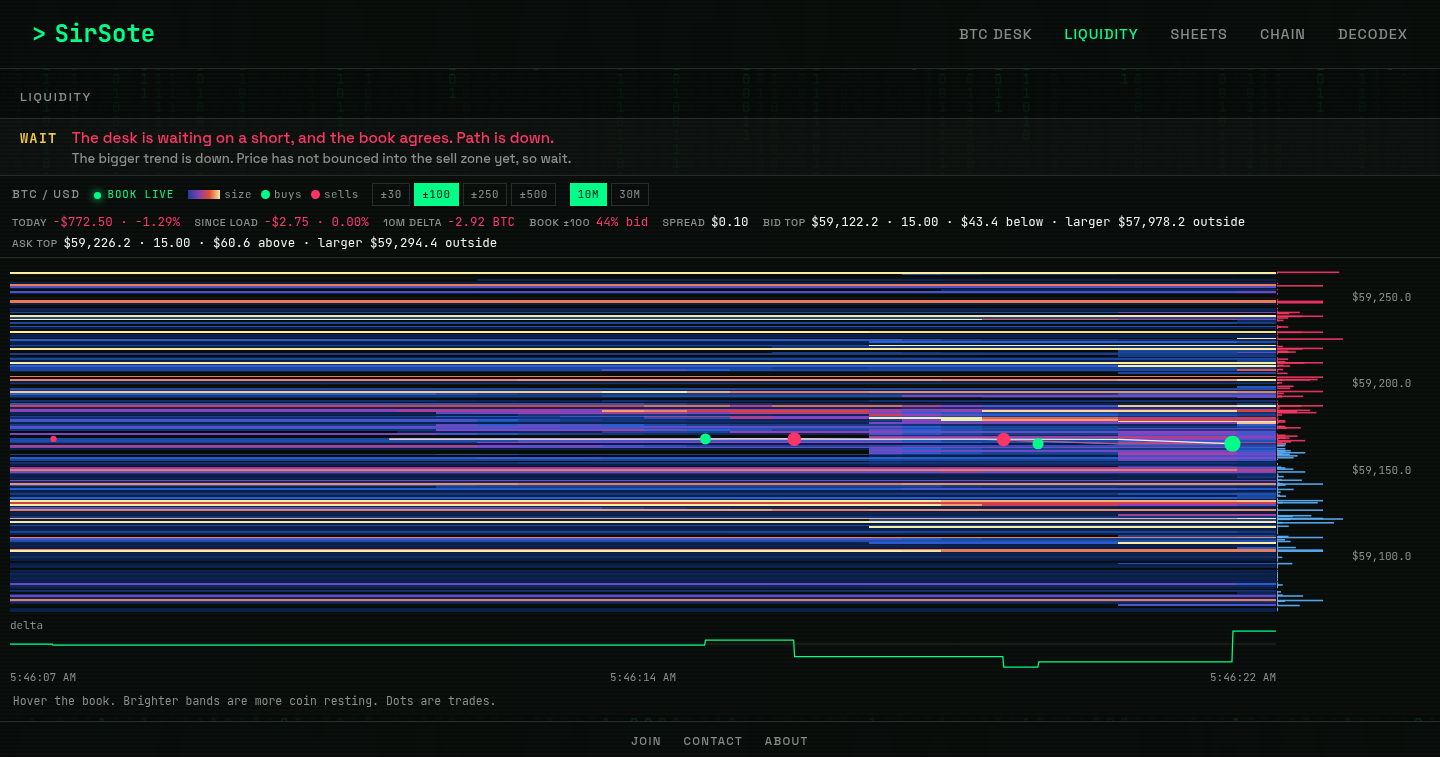 > SirSote
BTC DESK LIQUIDITY SHEETS CHAIN DECODEX
LIQUIDITY
WAIT The desk is waiting on a short, and the book agrees. Path is down.
The bigger trend is down. Price has not bounced into the sell zone yet, so wait.
BTC / USD BOOK LIVE size buys sells ±30 ±100 ±250 ±500 10M 30M
TODAY -$772.50 · -1.29% SINCE LOAD -$2.75 · 0.00% 10M DELTA -2.92 BTC BOOK ±100 44% bid SPREAD $0.10 BID TOP $59,122.2 · 15.00 · $43.4 below · larger $57,978.2 outside
ASK TOP $59,226.2 · 15.00 · $60.6 above · larger $59,294.4 outside
$59,250.0
$59,200.0
$59,150.0
$59,100.0
delta
5:46:07 AM 5:46:14 AM 5:46:22 AM
Hover the book. Brighter bands are more coin resting. Dots are trades.
JOIN CONTACT ABOUT